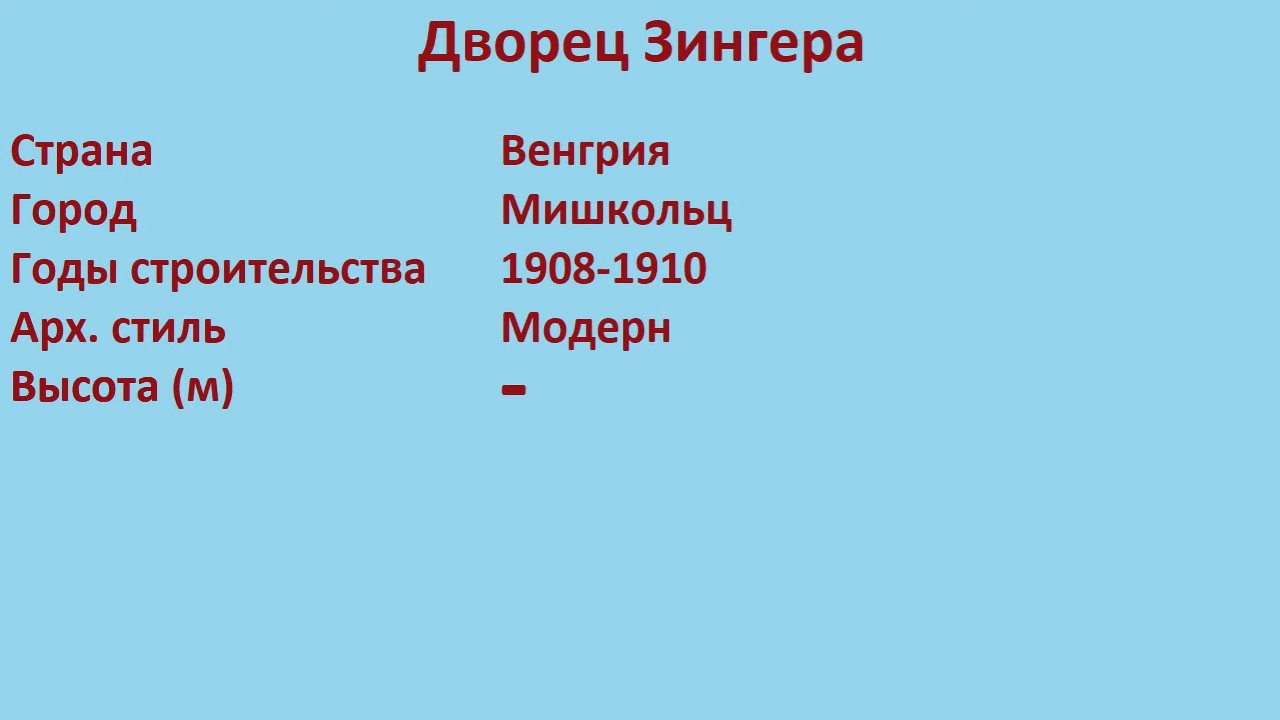 Дворец Зингера
Страна Венгрия
Город Мишкольц
Годы строительства 1908-1910
Арх. стиль Модерн
Высота (м) -